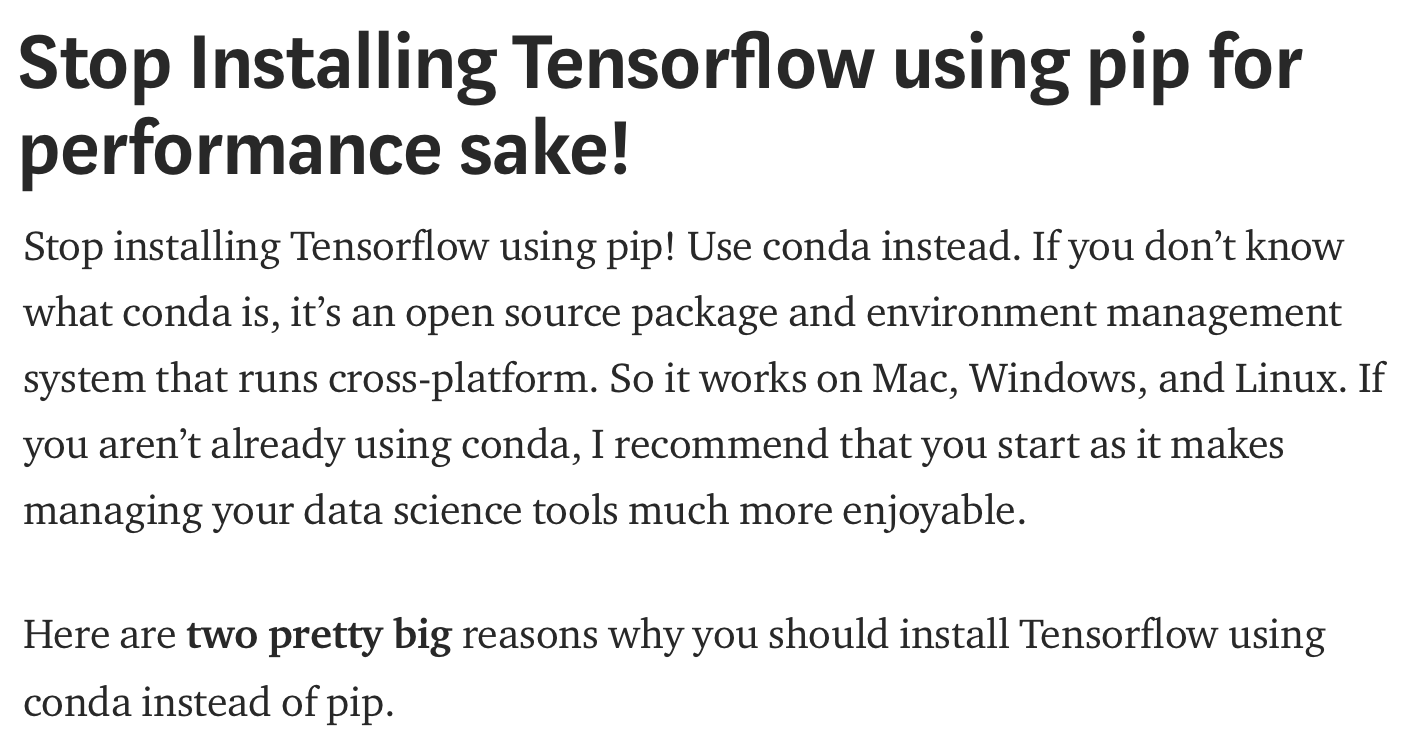 Stop Installing Tensorflow using pip for
performance sake!
Stop installing Tensorflow using pip! Use conda instead. If you don’t know
what conda is, it’s an open source package and environment management
system that runs cross-platform. So it works on Mac, Windows, and Linux. If
you aren’t already using conda, I recommend that you start as it makes
managing your data science tools much more enjoyable.
Here are two pretty big reasons why you should install Tensorflow using
conda instead of pip.